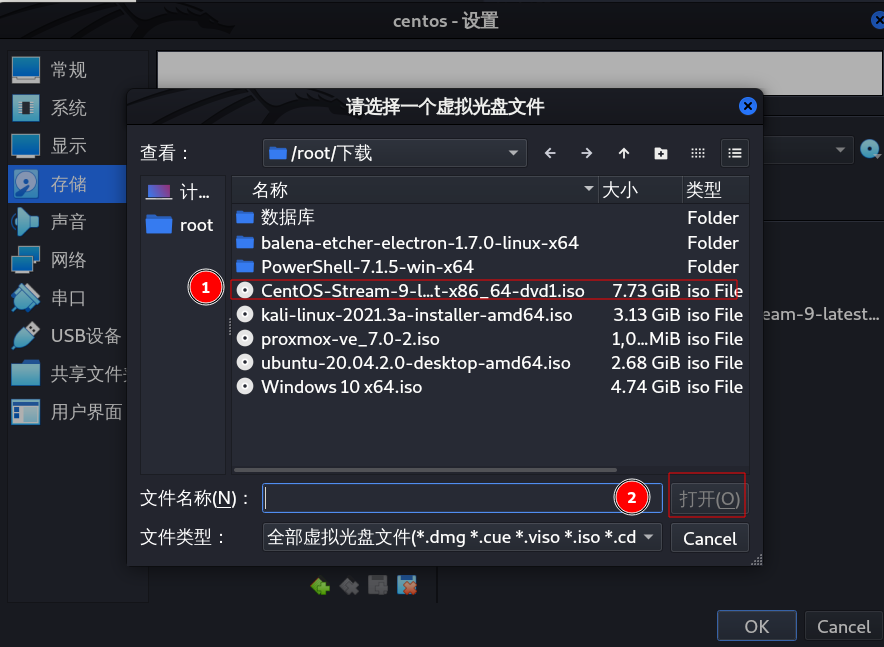 centos - 设置
常规
系统
显示
存储
声音
网络
串口
USB设备
共享文件夹
用户界面
请选择一个虚拟光盘文件
查看：
/root/下载
计...
root
名称 大小 类型
数据库 Folder
balena-etcher-electron-1.7.0-linux-x64 Folder
PowerShell-7.1.5-win-x64 Folder
1 CentOS-Stream-9-l...t-x86_64-dvd1.iso 7.73 GiB iso File
kali-linux-2021.3a-installer-amd64.iso 3.13 GiB iso File
proxmox-ve_7.0-2.iso 1,0...MiB iso File
ubuntu-20.04.2.0-desktop-amd64.iso 2.68 GiB iso File
Windows 10 x64.iso 4.74 GiB iso File
eam-9-latest...
文件名称(N)： 2 打开(O)
文件类型： 全部虚拟光盘文件(*.dmg *.cue *.viso *.iso *.cd Cancel
OK Cancel